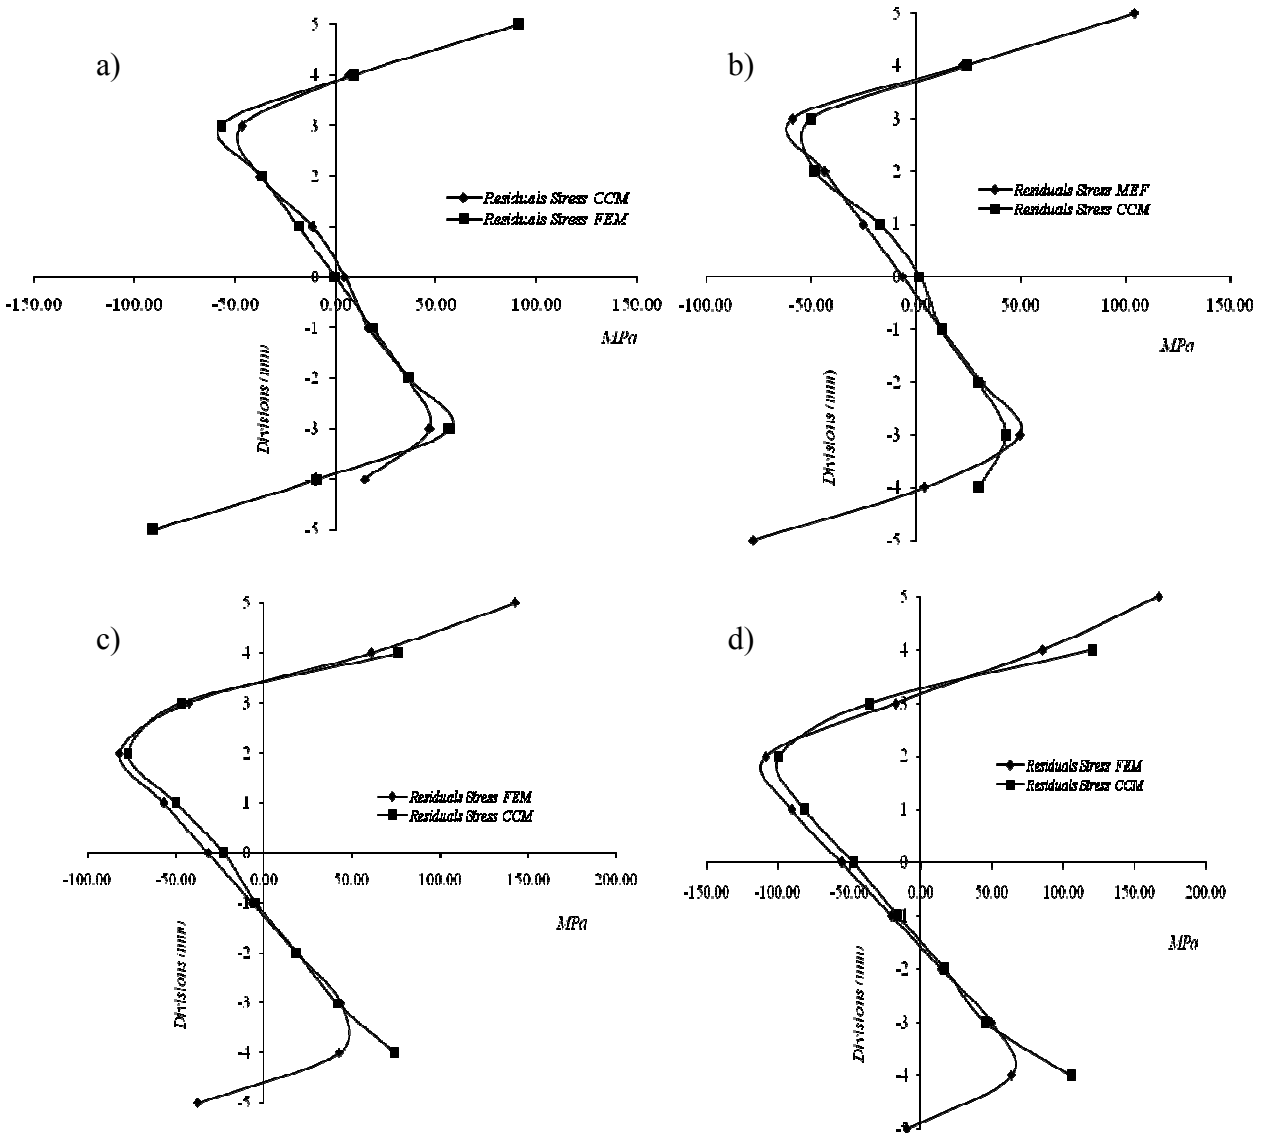 a)
5
4
3
2
1
0
-1
-2
-3
-4
-5
-150.00 -100.00 -50.00 0.00 50.00 100.00 150.00
MPa
Divisions (mm)
Residuals Stress CCM
Residuals Stress FEM
b)
5
4
3
2
1
0
-1
-2
-3
-4
-5
-100.00 -50.00 0.00 50.00 100.00 150.00
MPa
Divisions (mm)
Residuals Stress MEF
Residuals Stress CCM
c)
5
4
3
2
1
0
-1
-2
-3
-4
-5
-100.00 -50.00 0.00 50.00 100.00 150.00 200.00
MPa
Divisions (mm)
Residuals Stress FEM
Residuals Stress CCM
d)
5
4
3
2
1
0
-1
-2
-3
-4
-5
-150.00 -100.00 -50.00 0.00 50.00 100.00 150.00 200.00
MPa
Divisions (mm)
Residuals Stress FEM
Residuals Stress CCM